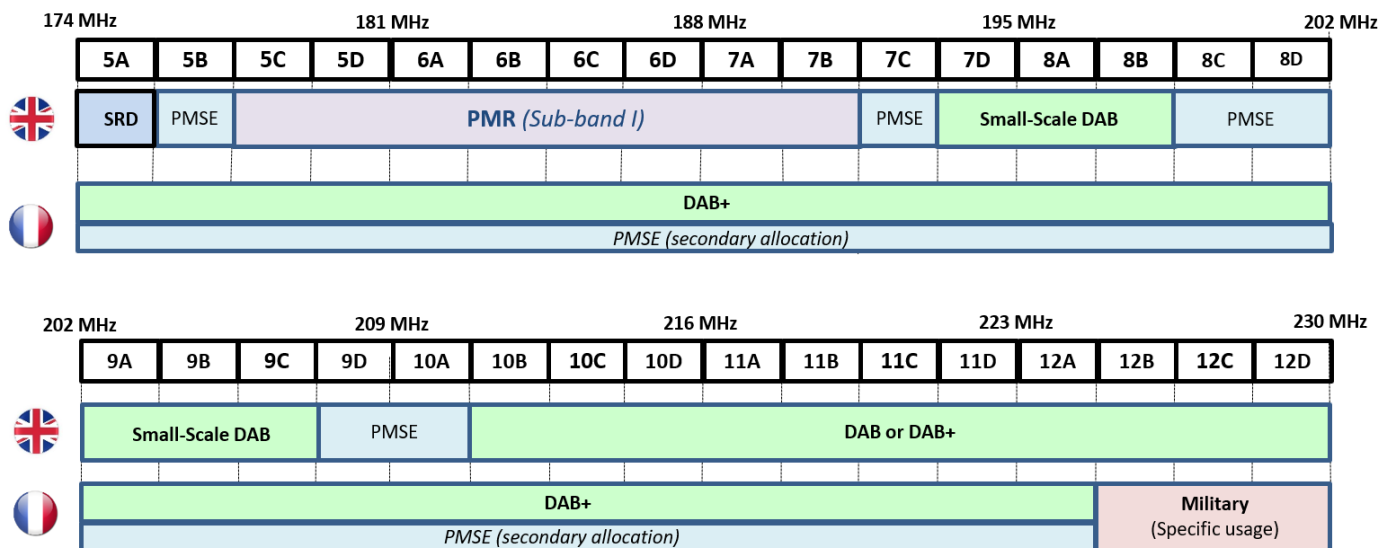 174 MHz 181 MHz 188 MHz 195 MHz 202 MHz
5A 5B 5C 5D 6A 6B 6C 6D 7A 7B 7C 7D 8A 8B 8C 8D
SRD PMSE PMR (Sub-band I) PMSE Small-Scale DAB PMSE
DAB+
PMSE (secondary allocation)
202 MHz 209 MHz 216 MHz 223 MHz 230 MHz
9A 9B 9C 9D 10A 10B 10C 10D 11A 11B 11C 11D 12A 12B 12C 12D
Small-Scale DAB PMSE DAB or DAB+
DAB+ Military
PMSE (secondary allocation) (Specific usage)